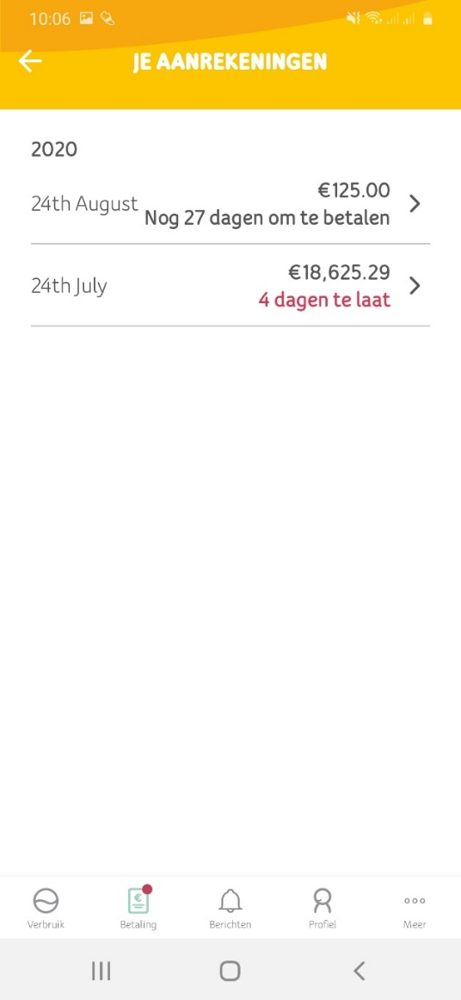 10:06
JE AANREKENINGEN
2020
€125.00
24th August
Nog 27 dagen om te betalen
€18,625.29
24th July
4 dagen te laat
Verbruik
Betaling
Berichten
Profiel
Meer